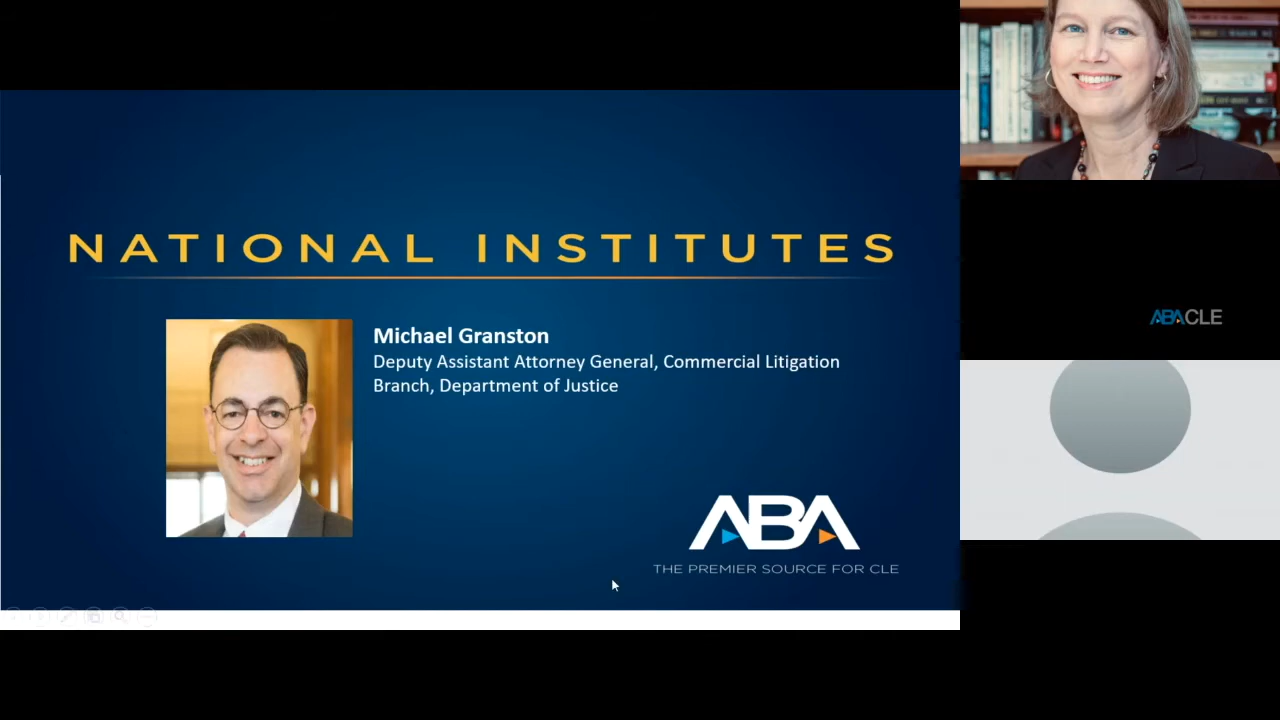 NATIONAL INSTITUTES
Michael Granston
Deputy Assistant Attorney General, Commercial Litigation
Branch, Department of Justice
ABA
THE PREMIER SOURCE FOR CLE
ABACLE